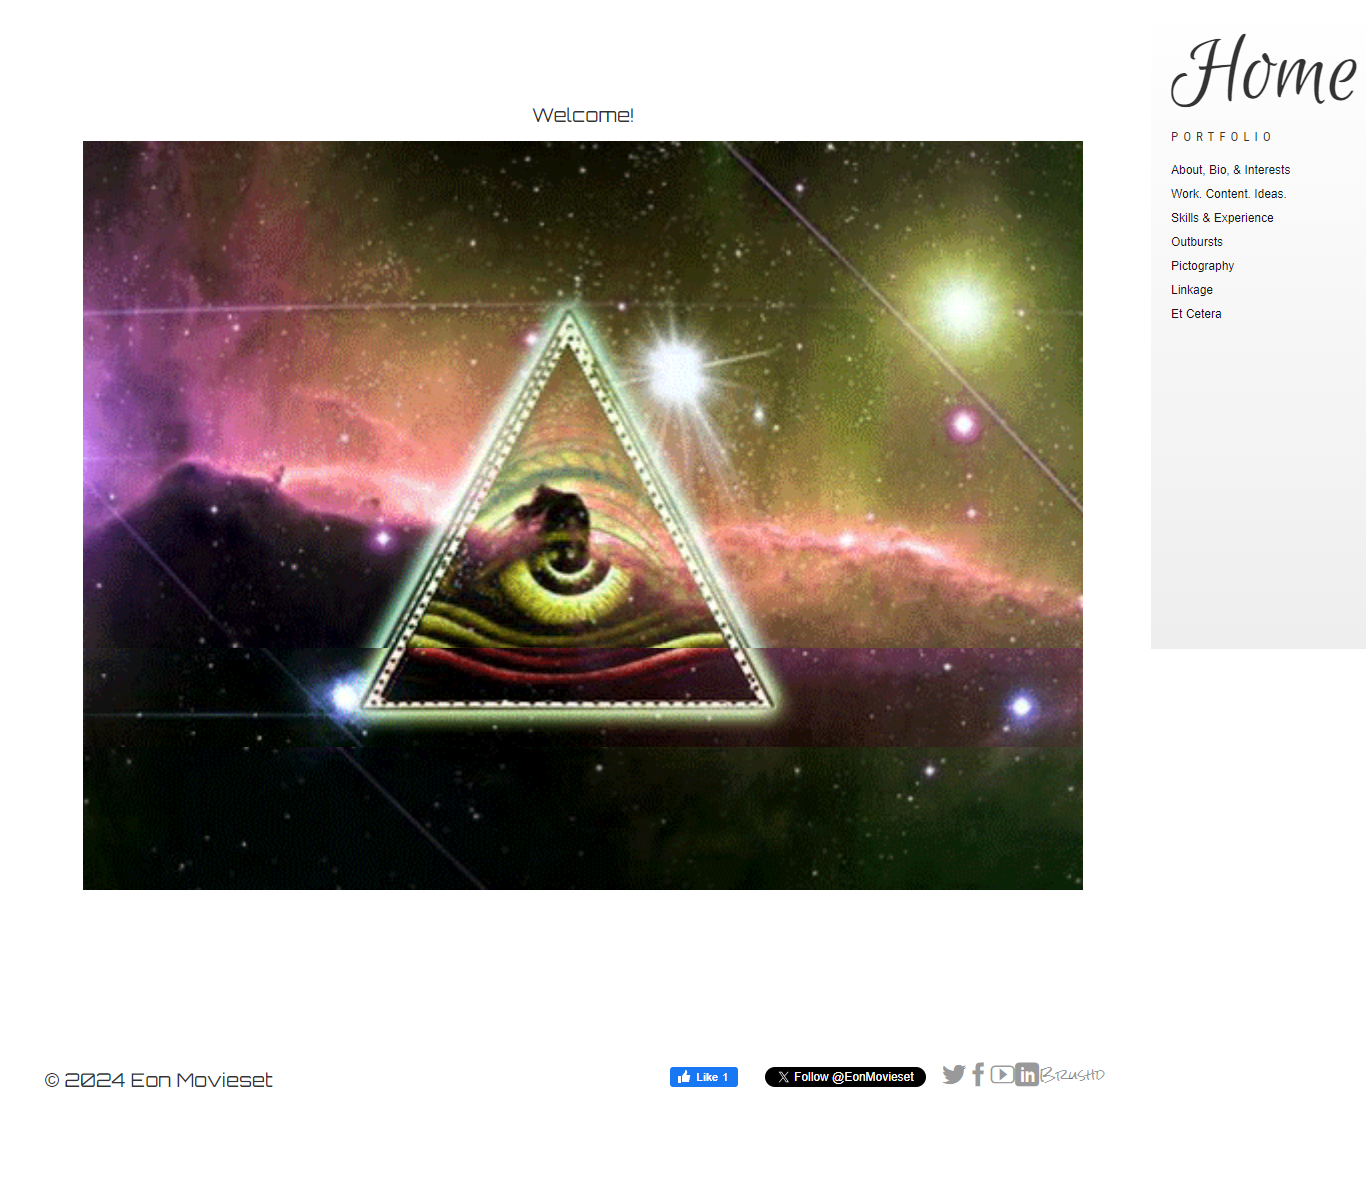 Home
PORTFOLIO
About, Bio, & Interests
Work. Content. Ideas.
Skills & Experience
Outbursts
Pictography
Linkage
Et Cetera
Welcome!
© 2024 Eon Movieset
Like 1
Follow @EonMovieset
in
Brushd